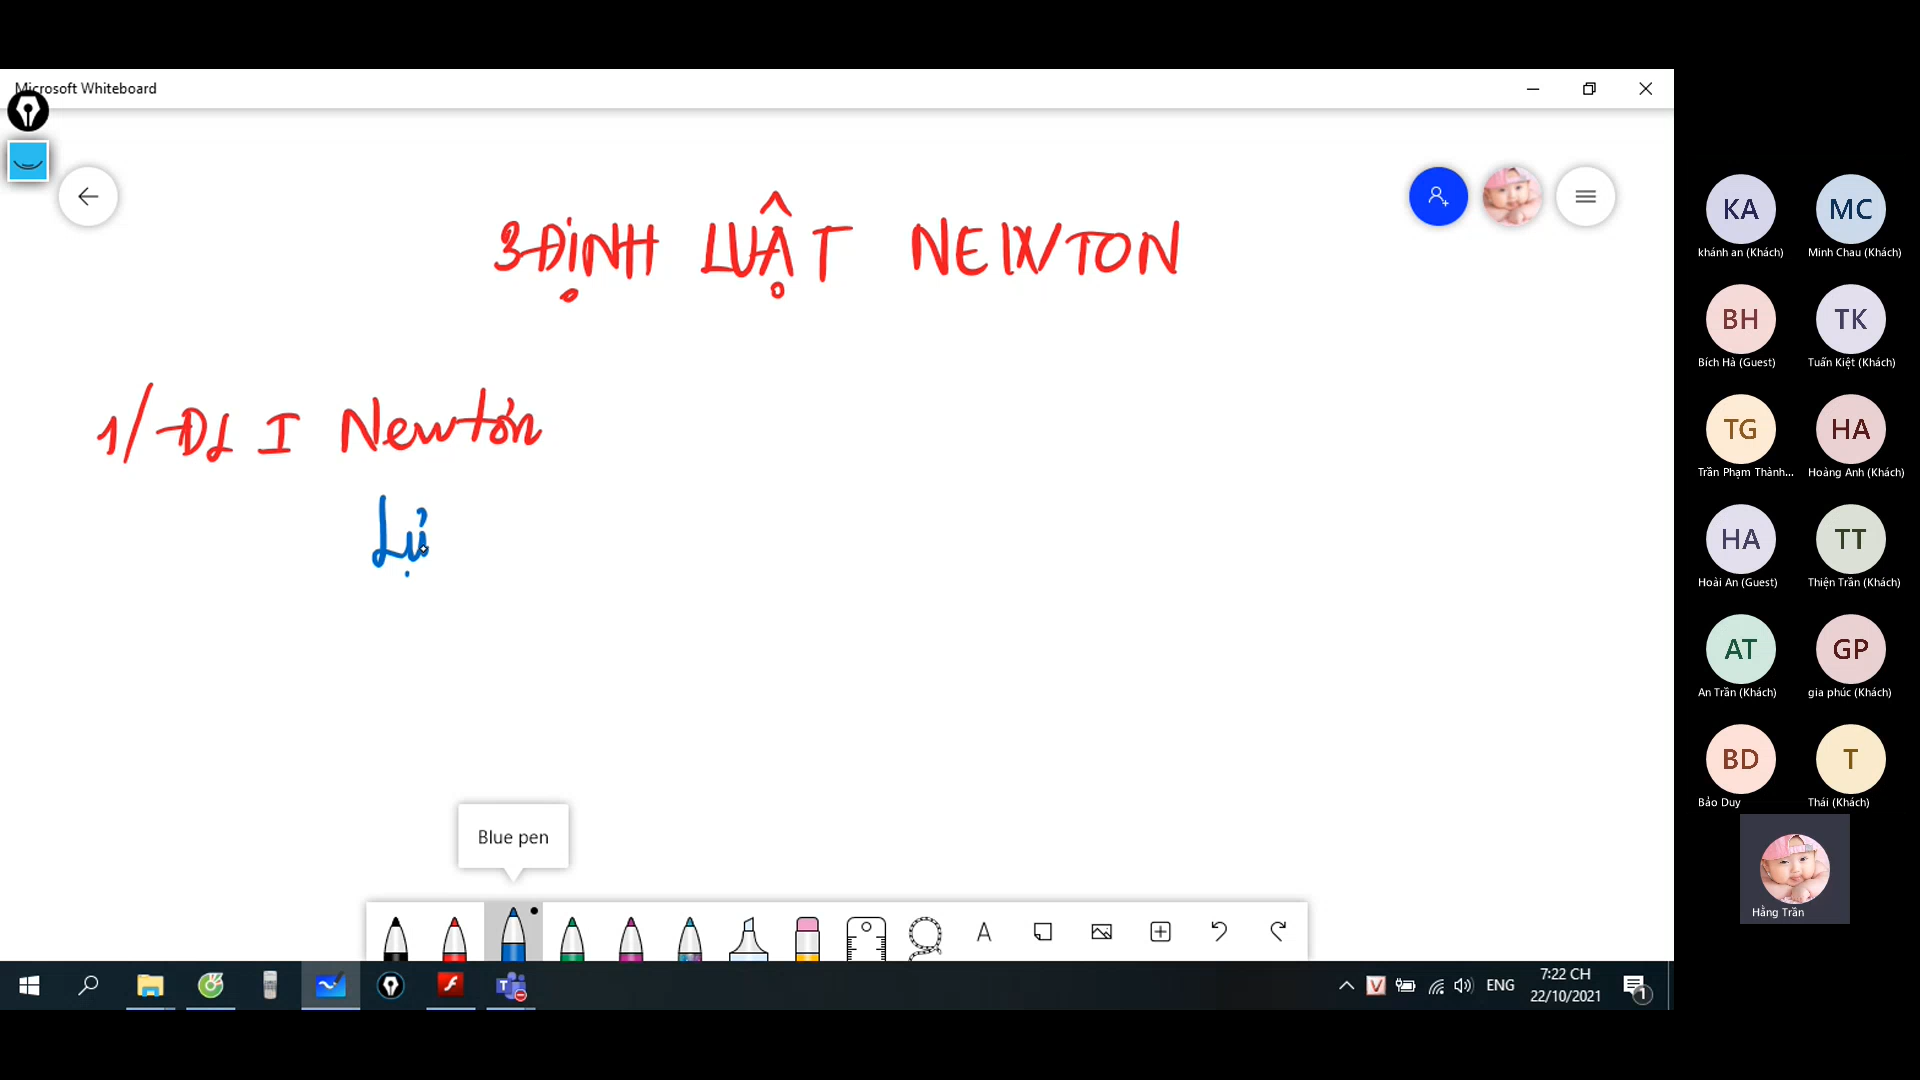 Microsoft Whiteboard
3 ĐỊNH LUẬT NEWTON
1/ ĐL I Newtơn
Lự
Blue pen
A
KA
khánh an (Khách)
MC
Minh Chau (Khách)
BH
Bích Hà (Guest)
TK
Tuấn Kiệt (Khách)
TG
Trần Phạm Thành...
HA
Hoàng Anh (Khách)
HA
Hoài An (Guest)
TT
Thiện Trần (Khách)
AT
An Trần (Khách)
GP
gia phúc (Khách)
BD
Bảo Duy
T
Thái (Khách)
Hằng Trần
V
ENG
7:22 CH
22/10/2021
1